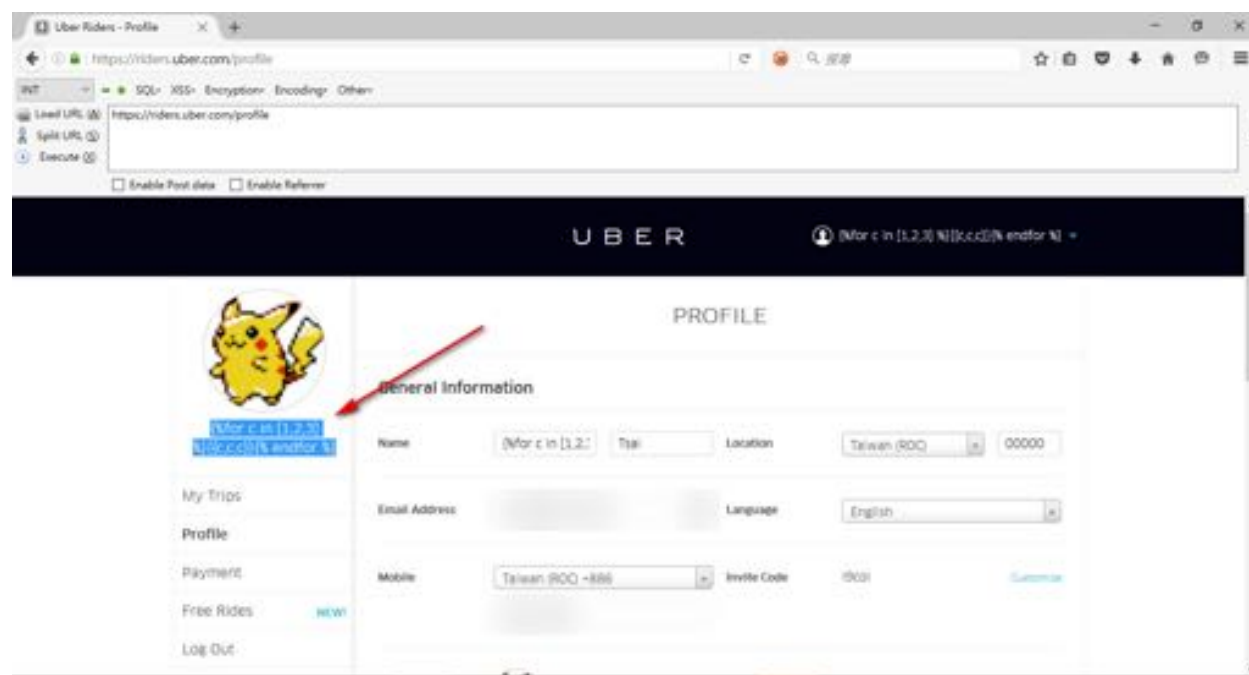 Uber Riders - Profile
https://riders.uber.com/profile
INT
SQL- XSS- Encryption- Encoding- Other-
Load URL (A) https://riders.uber.com/profile
Split URL (S)
Execute (X)
Enable Post data Enable Referrer
UBER
{%for c in [1,2,3] %}{{c,c,c}}{% endfor %}
PROFILE
General Information
{%for c in [1,2,3]
%}{{c,c,c}}{% endfor %}
Name {%for c in [1,2,: Tsai Location Taiwan (ROC) 00000
My Trips
Email Address Language English
Profile
Payment
Mobile Taiwan (ROC) +886 Invite Code
Free Rides NEW!
Log Out